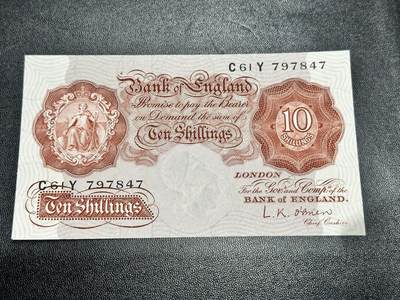 C61Y 797847
Bank of England
Promise to pay the Bearer
on Demand the sum of
Ten Shillings
10
SHILLINGS
C61Y 797847
LONDON
For the Govr. and Compa. of the
BANK OF ENGLAND.
Ten Shillings
L. K. O'Brien
Chief Cashier